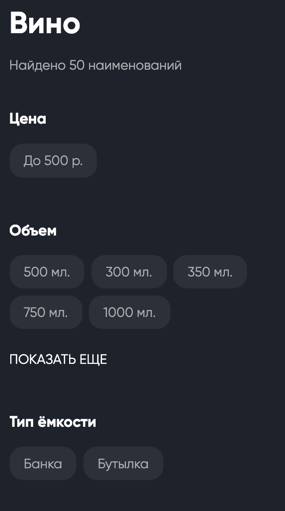 Вино
Найдено 50 наименований
Цена
До 500 р.
Объем
500 мл. 300 мл. 350 мл.
750 мл. 1000 мл.
ПОКАЗАТЬ ЕЩЕ
Тип ёмкости
Банка Бутылка